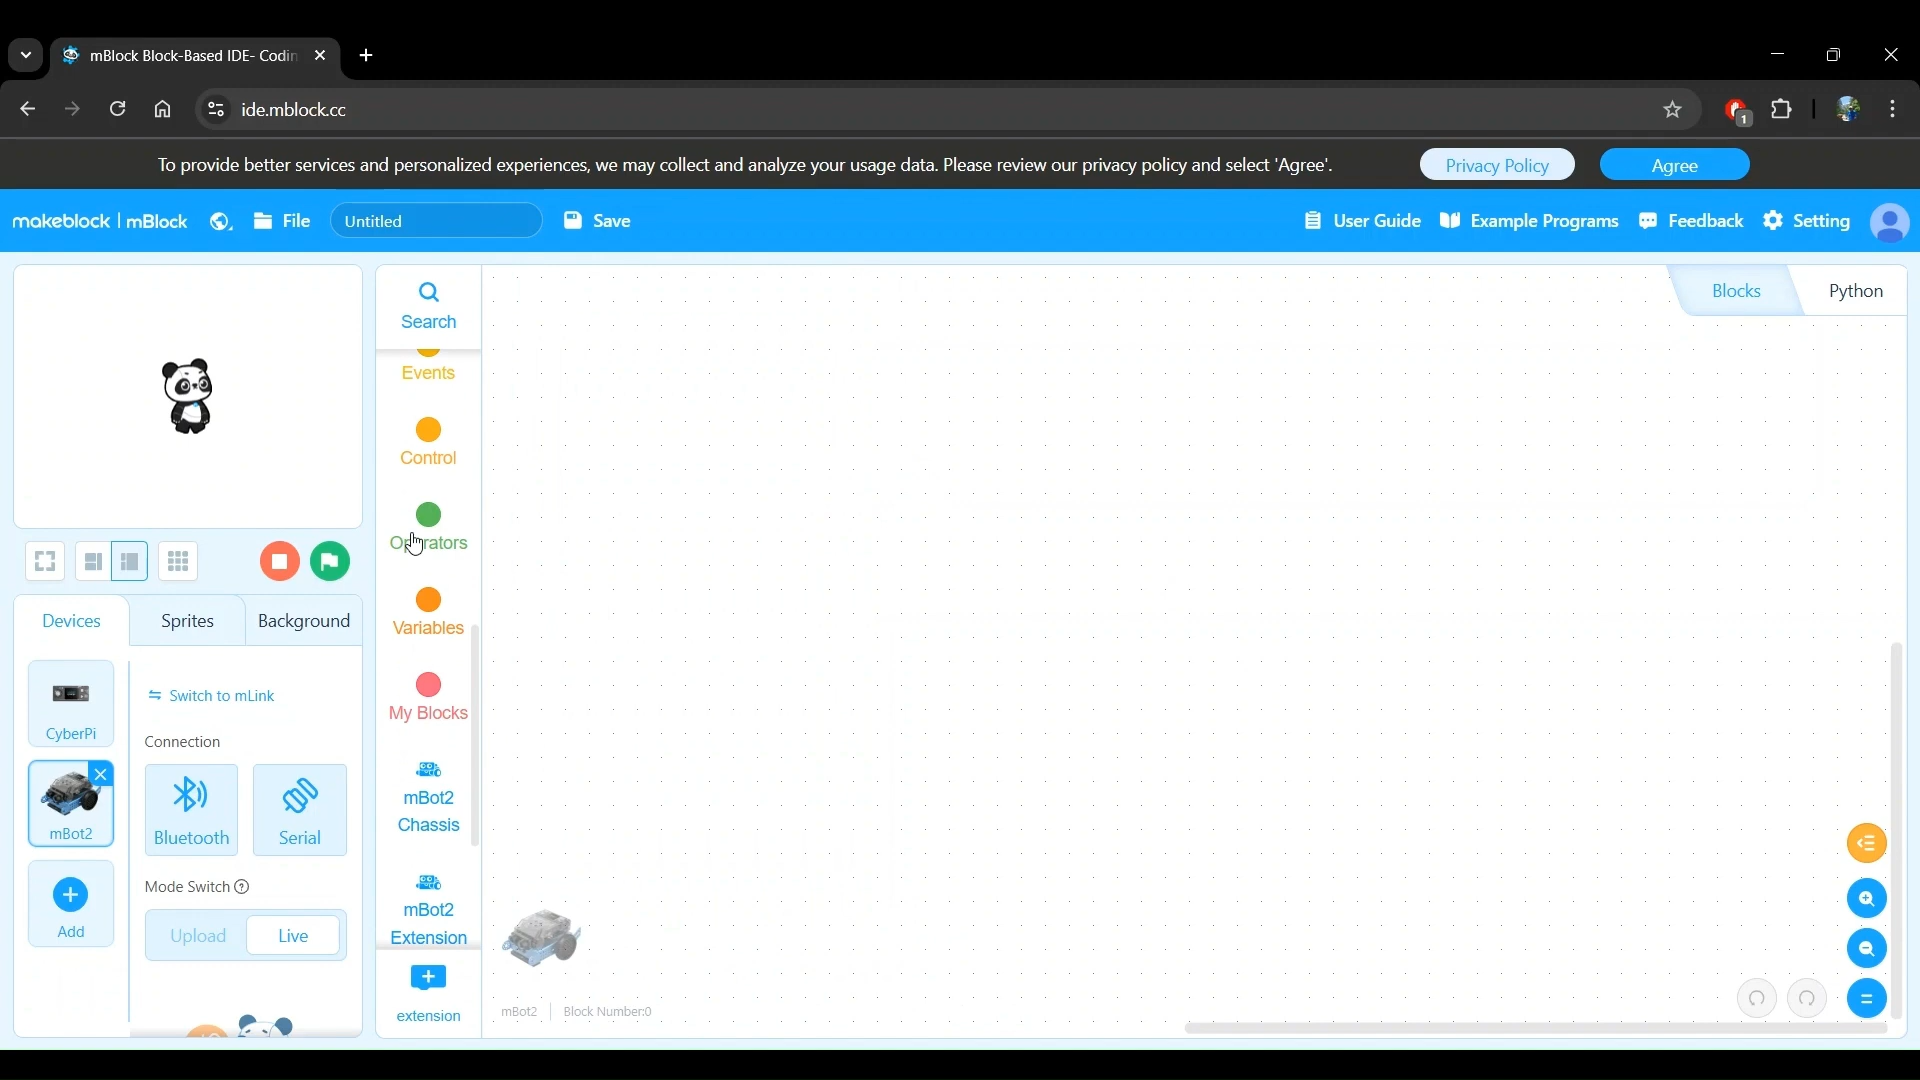 mBlock Block-Based IDE- Codin
ide.mblock.cc
1
To provide better services and personalized experiences, we may collect and analyze your usage data. Please review our privacy policy and select 'Agree'.
Privacy Policy
Agree
makeblock | mBlock
File
Untitled
Save
User Guide
Example Programs
Feedback
Setting
Search
Blocks
Python
Events
Control
Operators
Variables
My Blocks
mBot2
Chassis
mBot2
Extension
extension
Devices
Sprites
Background
CyberPi
mBot2
Add
Switch to mLink
Connection
Bluetooth
Serial
Mode Switch
Upload
Live
mBot2
Block Number:0